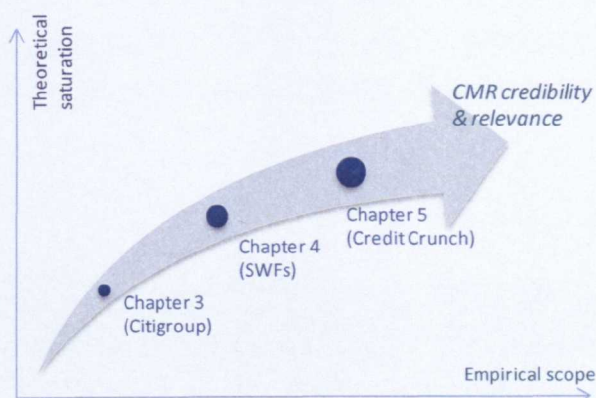 Theoretical
saturation
CMR credibility
& relevance
Chapter 5
(Credit Crunch)
Chapter 4
(SWFs)
Chapter 3
(Citigroup)
Empirical scope